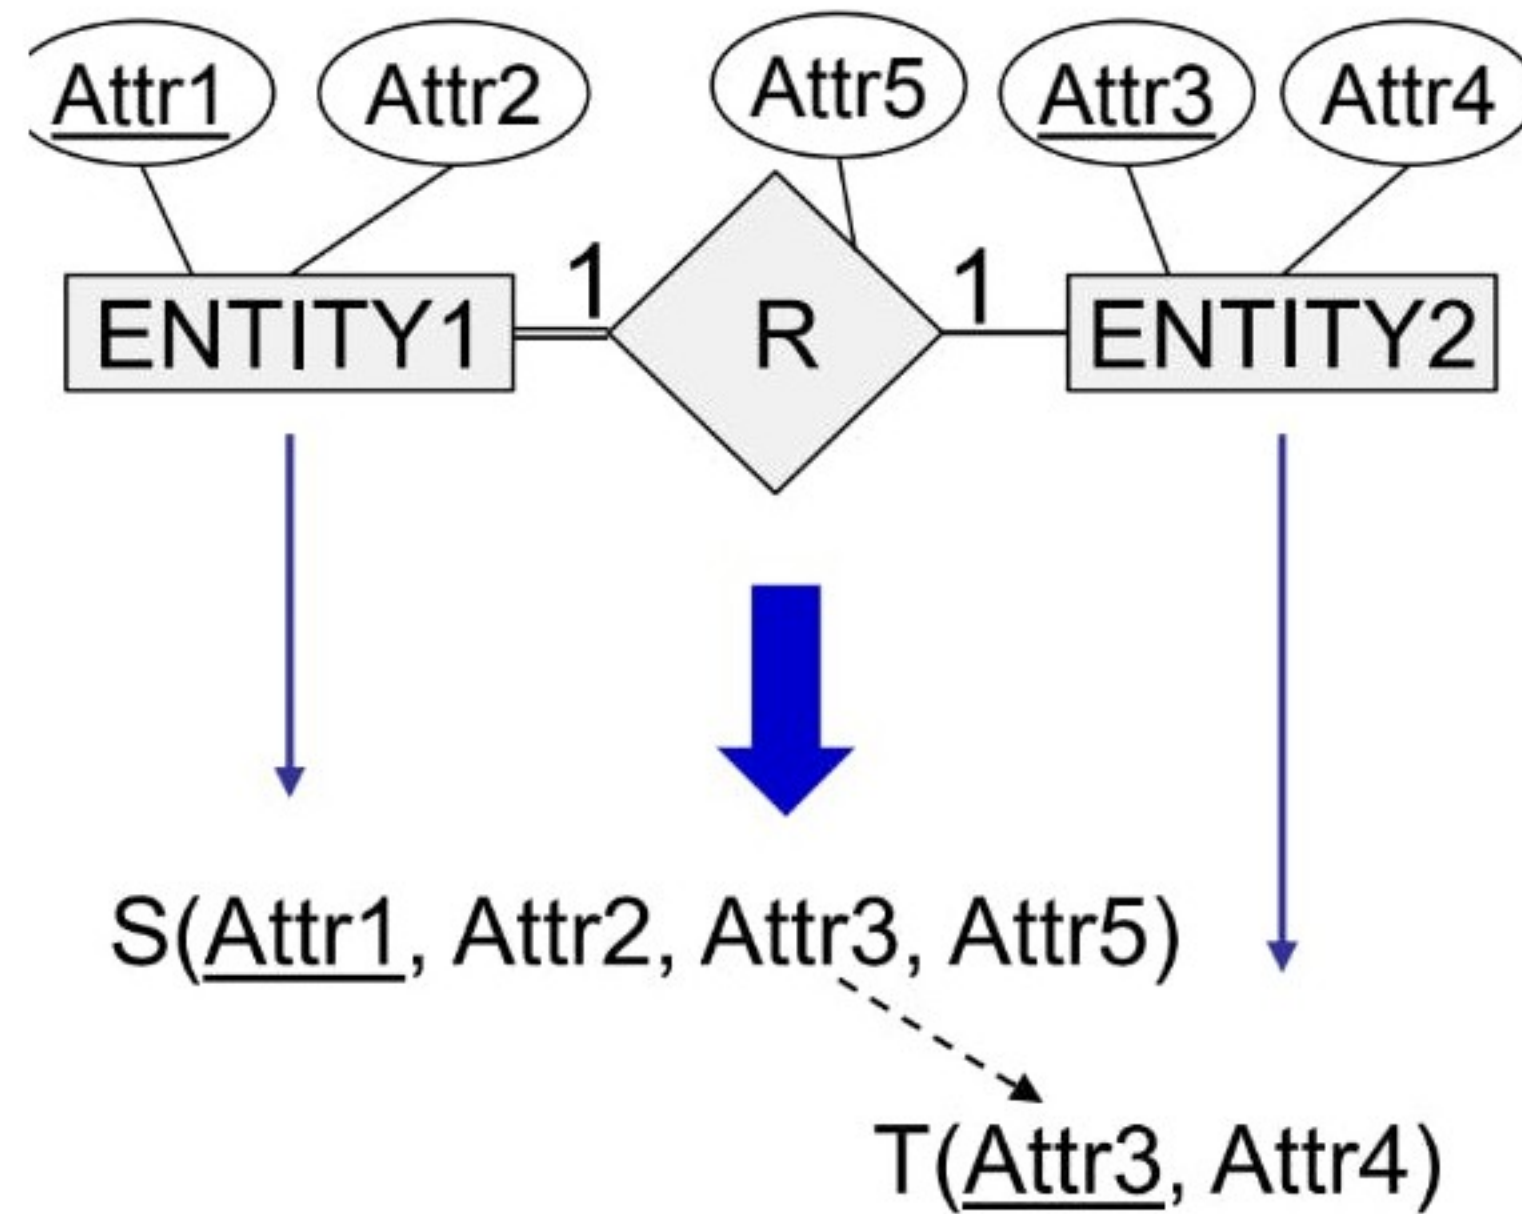 Attr1 Attr2 Attr5 Attr3 Attr4
ENTITY1 1 R 1 ENTITY2
S(Attr1, Attr2, Attr3, Attr5)
T(Attr3, Attr4)